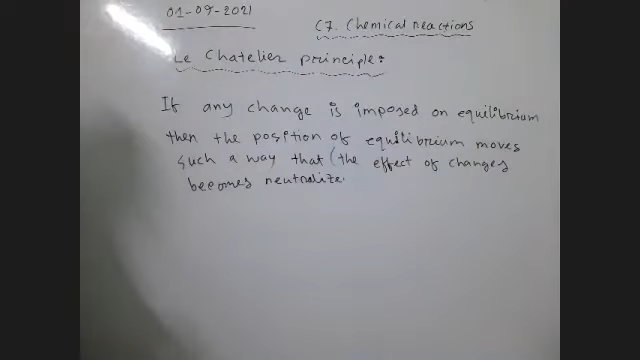 01-09-2021
C7. Chemical reactions
Le Chatelier principle:
If any change is imposed on equilibrium
then the position of equilibrium moves
such a way that (the effect of changes
becomes neutralize.